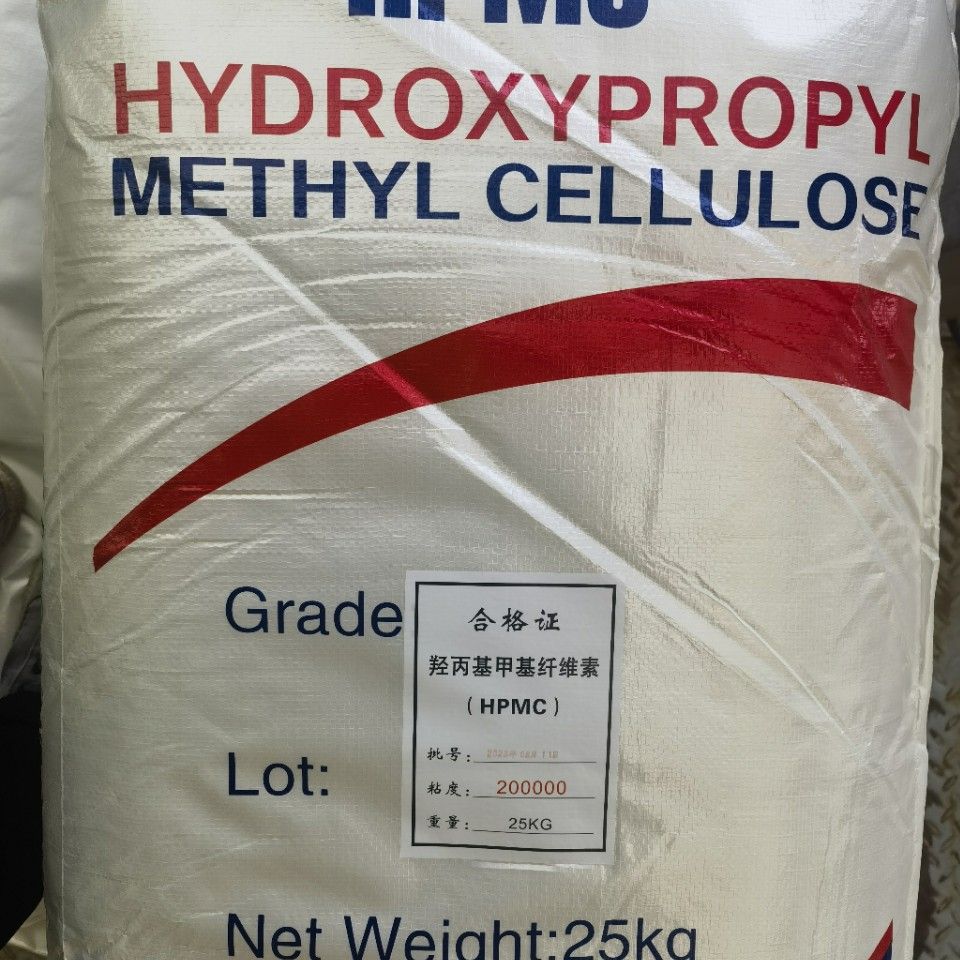 HPMC
HYDROXYPROPYL
METHYL CELLULOSE
Grade
合格证
羟丙基甲基纤维素
(HPMC)
批号:
Lot:
粘度: 200000
重量: 25KG
Net Weight:25kg